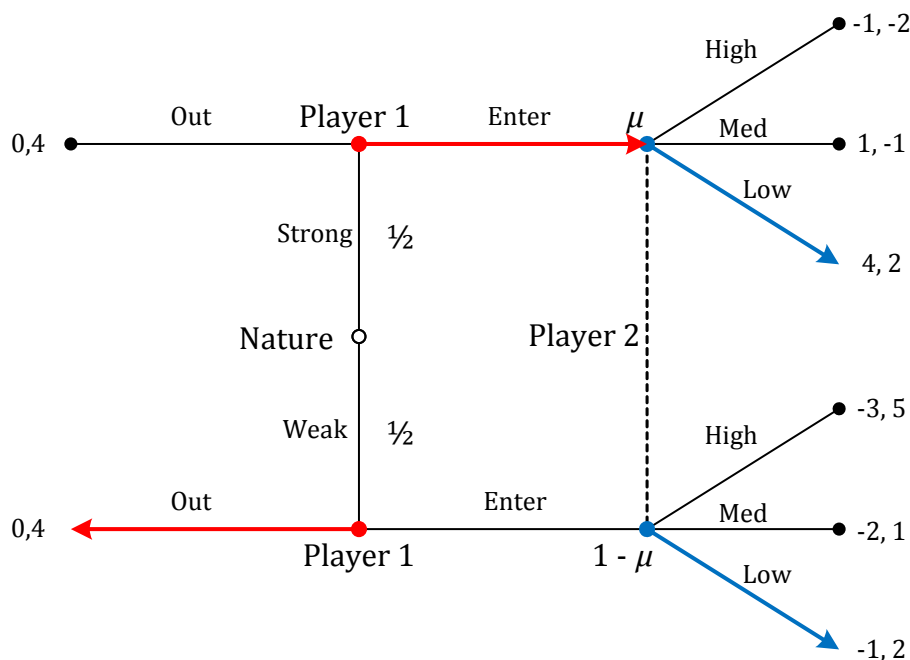 -1, -2
High
Out
Player 1
Enter
μ
Med
0,4
1, -1
Low
Strong
½
4, 2
Nature
Player 2
-3, 5
High
Weak
½
Out
Enter
Med
0,4
-2, 1
Player 1
1 - μ
Low
-1, 2